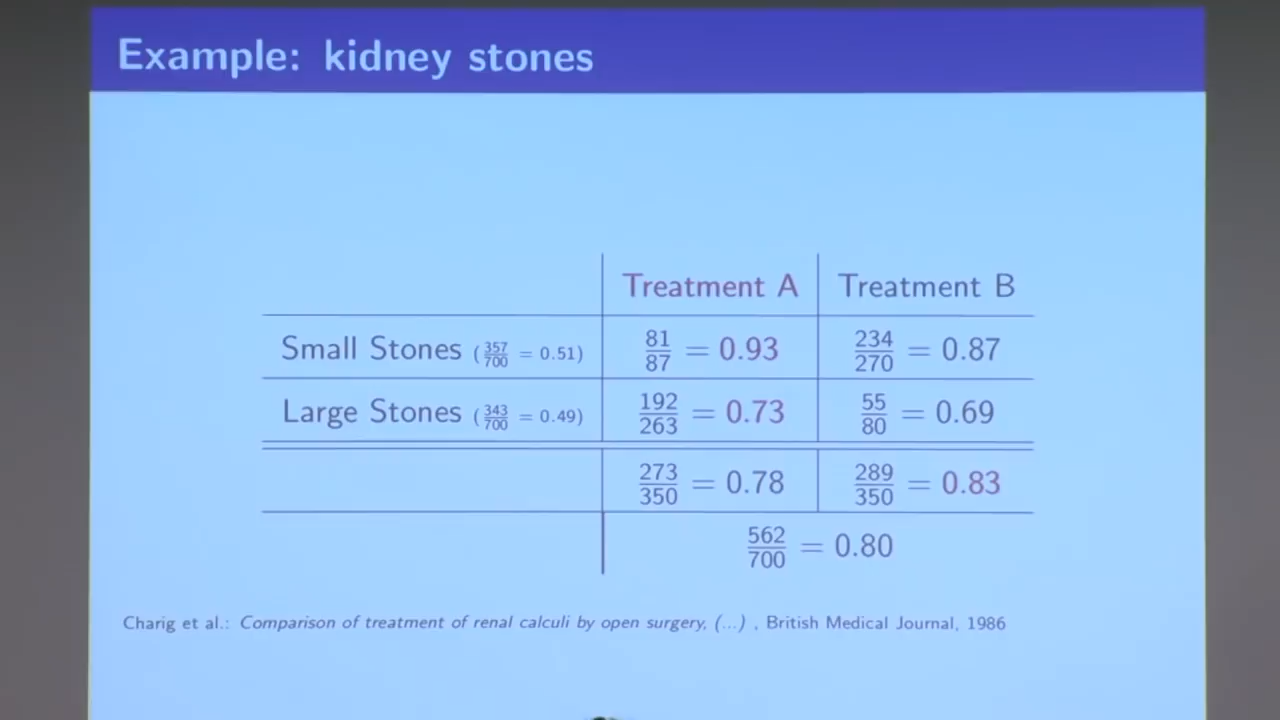 Example: kidney stones
Treatment A Treatment B
Small Stones (357/700 = 0.51) 81/87 = 0.93 234/270 = 0.87
Large Stones (343/700 = 0.49) 192/263 = 0.73 55/80 = 0.69
273/350 = 0.78 289/350 = 0.83
562/700 = 0.80
Charig et al.: Comparison of treatment of renal calculi by open surgery, (...) , British Medical Journal, 1986